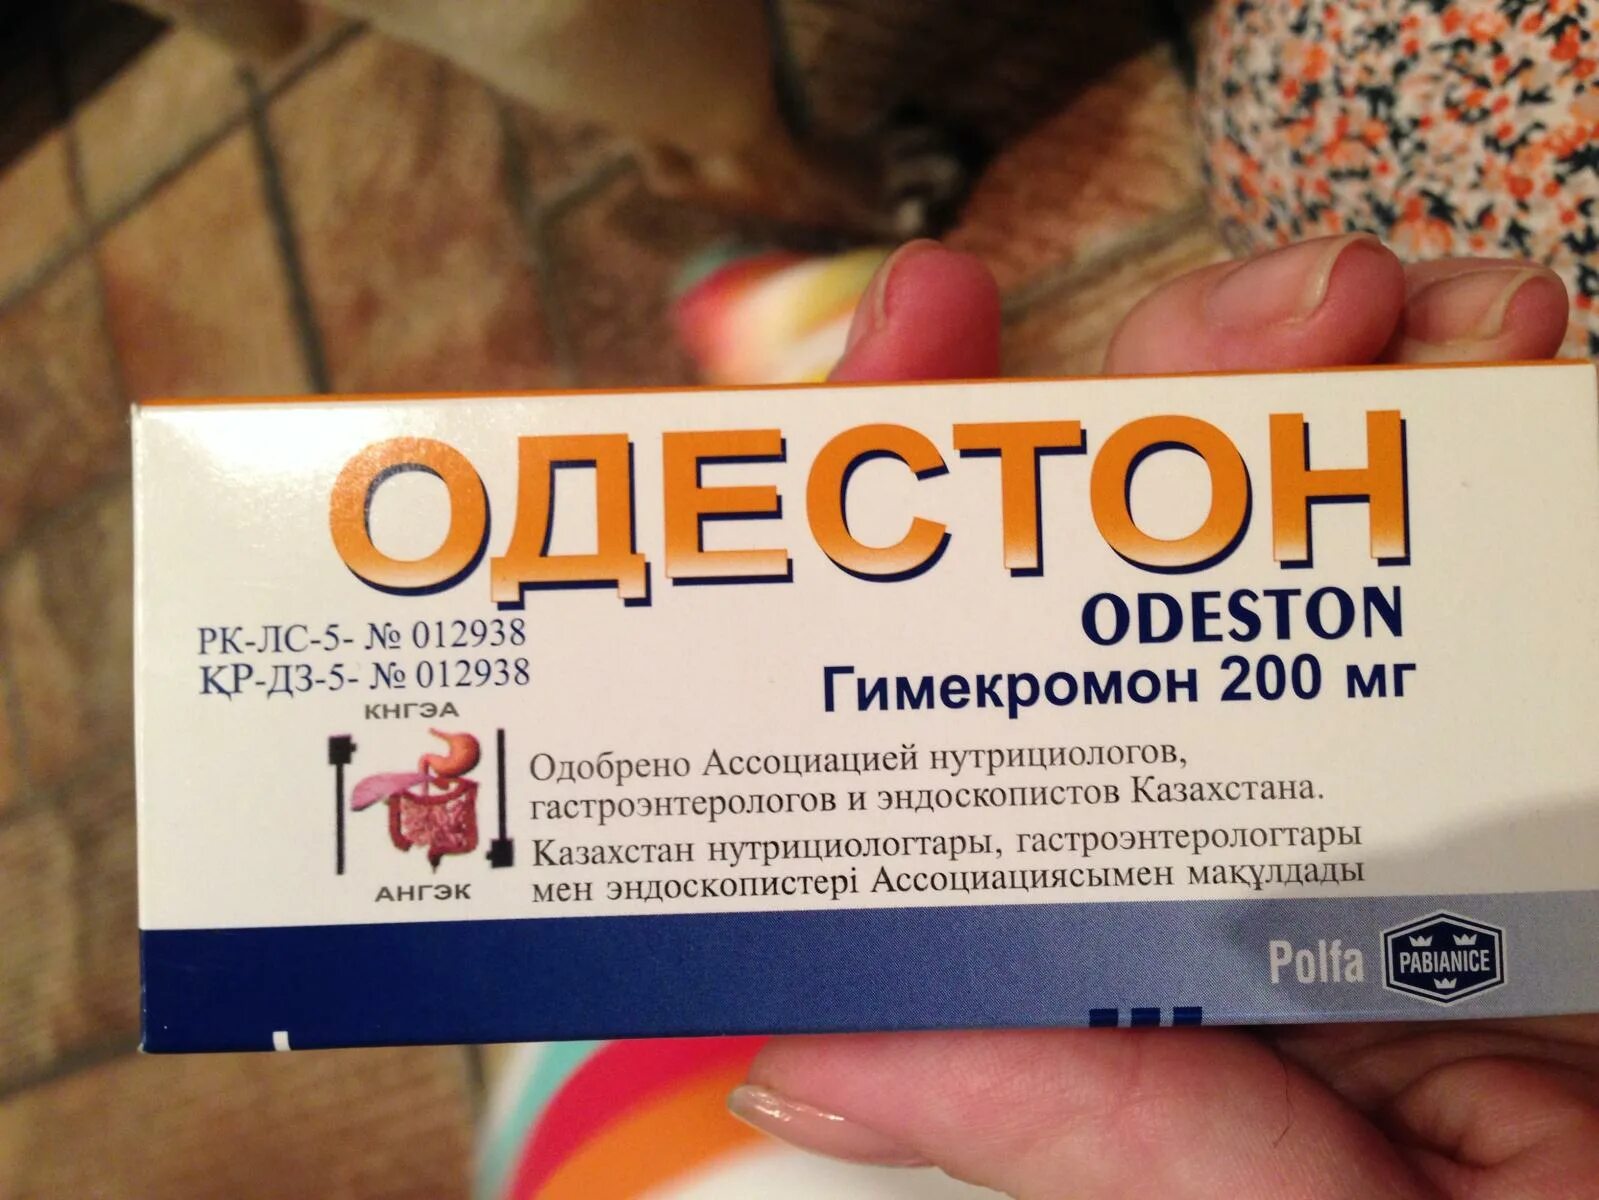 ОДЕСТОН
ODESTON
Гимекромон 200 мг
РК-ЛС-5- № 012938
ҚР-ДЗ-5- № 012938
КНГЭА
АНГЭК
Одобрено Ассоциацией нутрициологов,
гастроэнтерологов и эндоскопистов Казахстана.
Казахстан нутрициологтары, гастроэнтерологтары
мен эндоскопистері Ассоциациясымен мақұлдады
Polfa PABIANICE